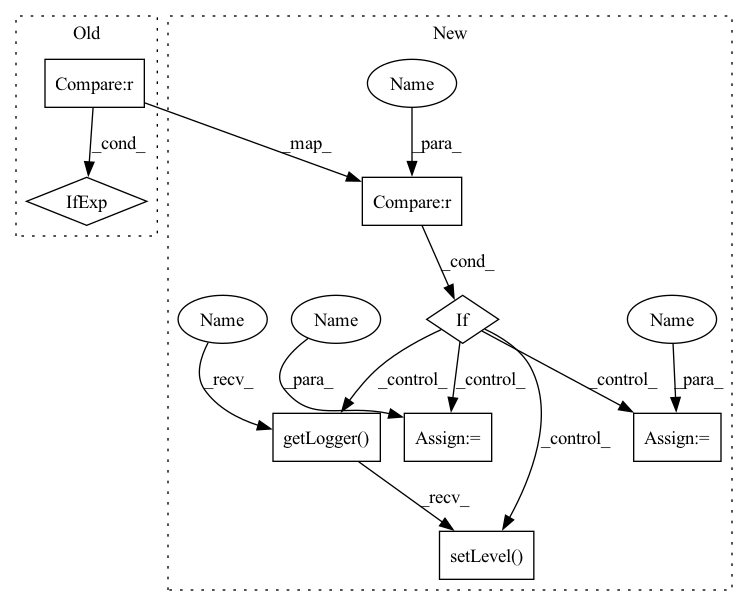 Old
New
Compare:r
Name
_cond_
_map_
_para_
IfExp
Compare:r
_cond_
Name
Name
If
Name
_recv_
_para_
_control_
_control_
_control_
_para_
getLogger()
Assign:=
_control_
Assign:=
_recv_
setLevel()